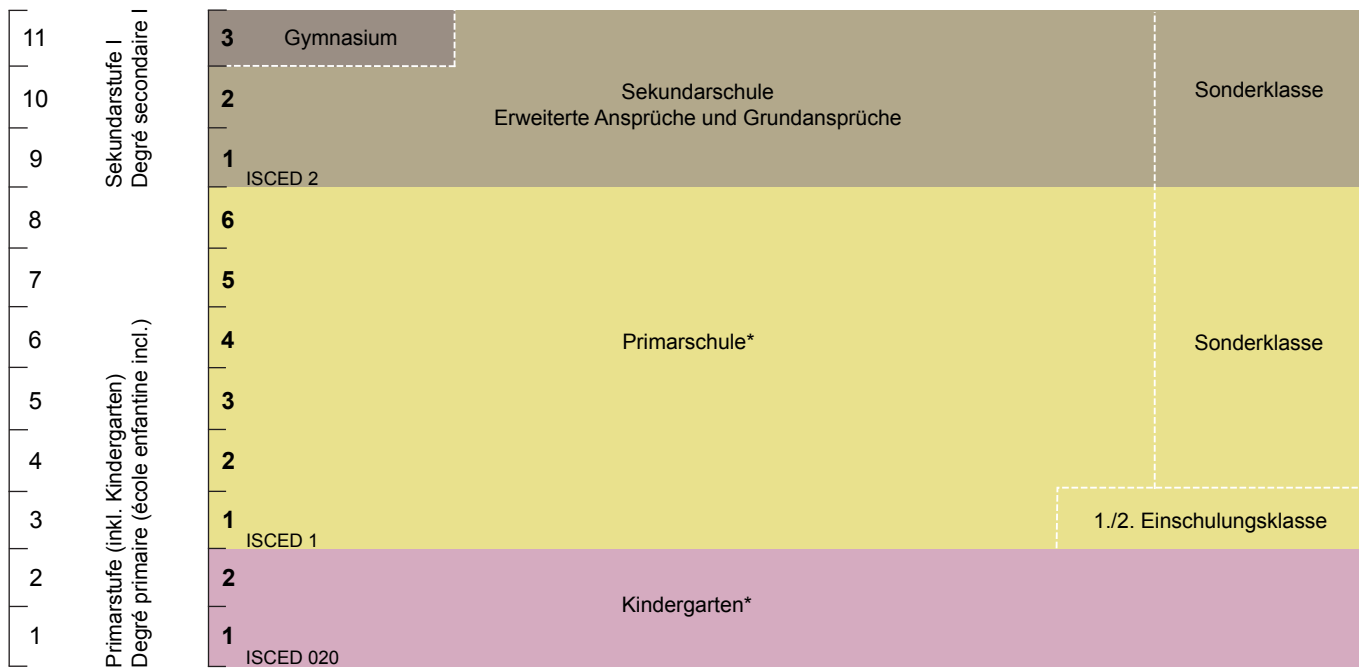 11
10
9
8
7
6
5
4
3
2
1
Sekundarstufe I
Degré secondaire I
Primarstufe (inkl. Kindergarten)
Degré primaire (école enfantine incl.)
3 Gymnasium
2
1
ISCED 2
Sekundarschule
Erweiterte Ansprüche und Grundansprüche
Sonderklasse
6
5
4
3
2
1
ISCED 1
Primarschule*
Sonderklasse
1./2. Einschulungsklasse
2
1
ISCED 020
Kindergarten*